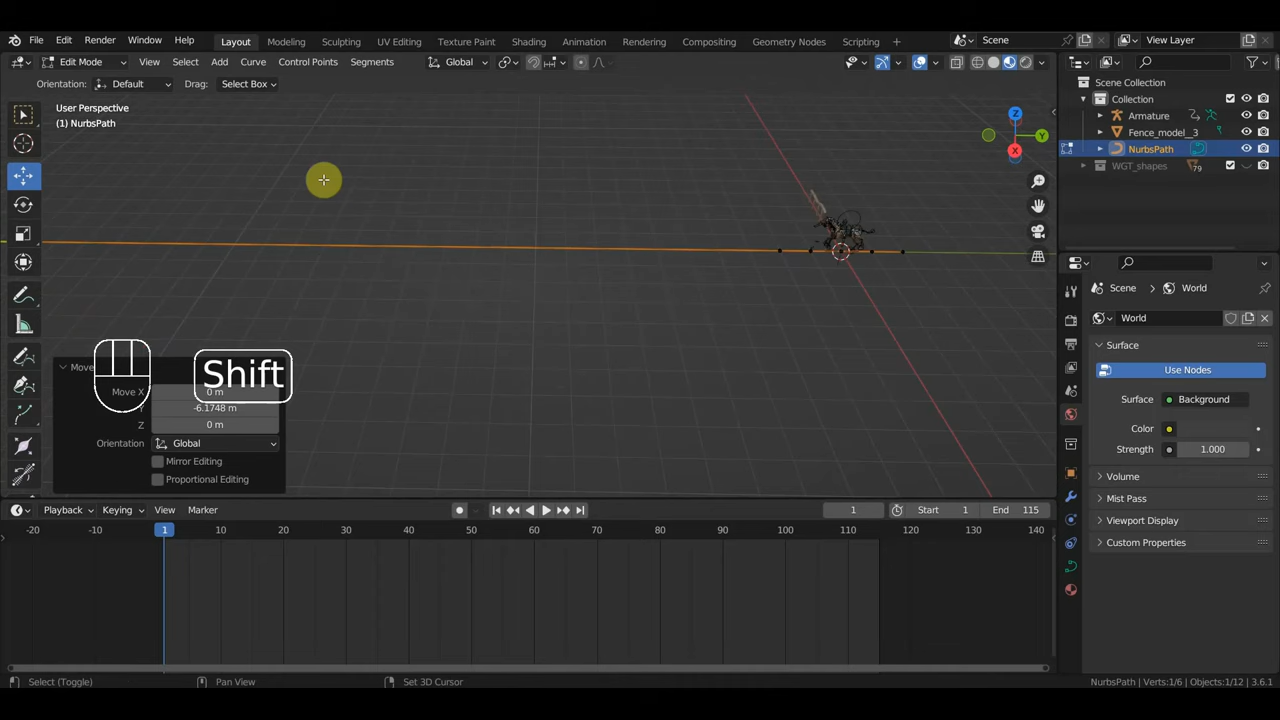 File Edit Render Window Help Layout Modeling Sculpting UV Editing Texture Paint Shading Animation Rendering Compositing Geometry Nodes Scripting + Scene View Layer
Edit Mode View Select Add Curve Control Points Segments Global
Orientation: Default Drag: Select Box
User Perspective
(1) NurbsPath
Z
Y
X
Scene Collection
Collection
Armature
Fence_model_3
NurbsPath
WGT_shapes 79
Scene World
World
Surface
Use Nodes
Surface Background
Color
Strength 1.000
Volume
Mist Pass
Viewport Display
Custom Properties
Shift
Move
Move X 0 m
-6.1748 m
Z 0 m
Orientation Global
Mirror Editing
Proportional Editing
Playback Keying View Marker 1 Start 1 End 115
-20 -10 1 10 20 30 40 50 60 70 80 90 100 110 120 130 140
Select (Toggle) Pan View Set 3D Cursor NurbsPath | Verts:1/6 | Objects:1/12 | 3.6.1